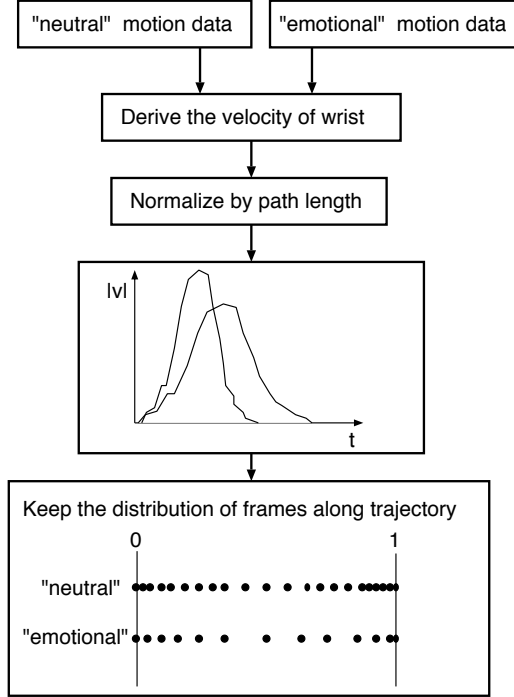 "neutral" motion data
"emotional" motion data
Derive the velocity of wrist
Normalize by path length
|v|
t
Keep the distribution of frames along trajectory
0 1
"neutral"
"emotional"